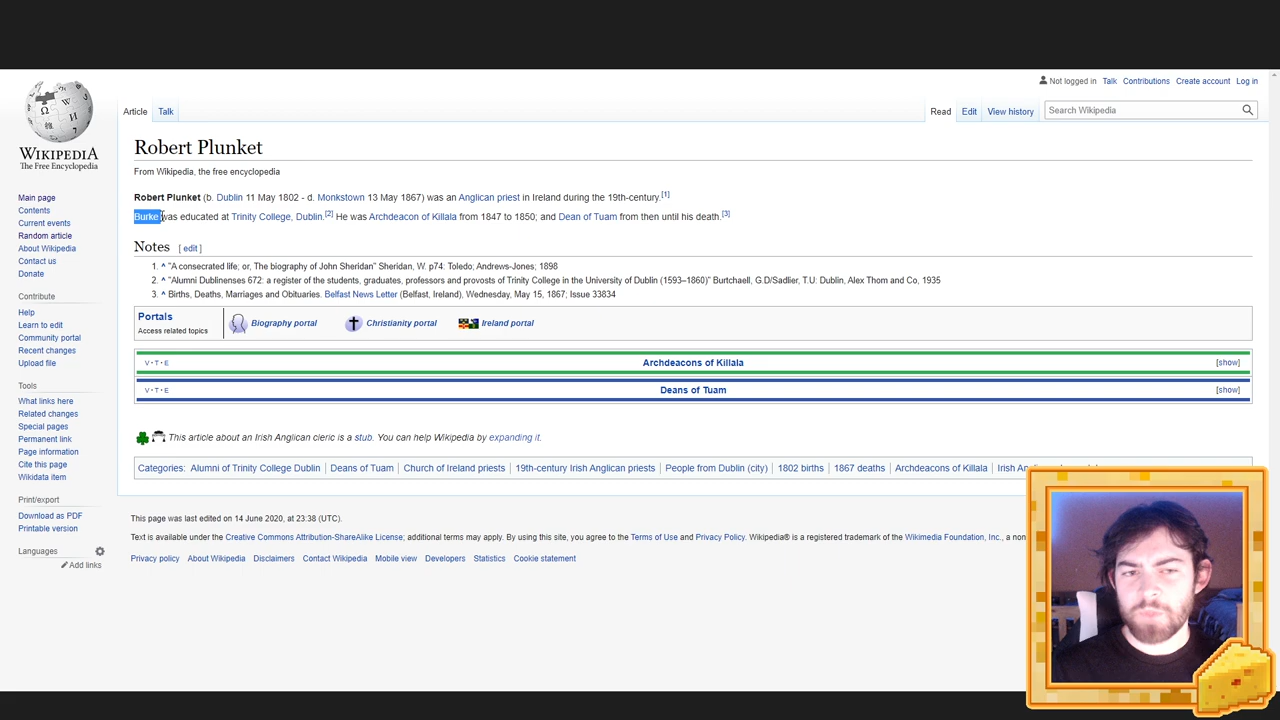 Not logged in Talk Contributions Create account Log in
WIKIPEDIA
The Free Encyclopedia
Article Talk
Read Edit View history Search Wikipedia
Robert Plunket
From Wikipedia, the free encyclopedia
Robert Plunket (b. Dublin 11 May 1802 - d. Monkstown 13 May 1867) was an Anglican priest in Ireland during the 19th-century.[1]
Burke was educated at Trinity College, Dublin.[2] He was Archdeacon of Killala from 1847 to 1850; and Dean of Tuam from then until his death.[3]
Notes [ edit ]
1. ^ "A consecrated life; or, The biography of John Sheridan" Sheridan, W. p74: Toledo; Andrews-Jones; 1898
2. ^ "Alumni Dublinenses 672: a register of the students, graduates, professors and provosts of Trinity College in the University of Dublin (1593–1860)" Burtchaell, G.D/Sadlier, T.U: Dublin, Alex Thom and Co, 1935
3. ^ Births, Deaths, Marriages and Obituaries. Belfast News Letter (Belfast, Ireland), Wednesday, May 15, 1867; Issue 33834
Portals
Access related topics
Biography portal Christianity portal Ireland portal
V·T·E Archdeacons of Killala [show]
V·T·E Deans of Tuam [show]
This article about an Irish Anglican cleric is a stub. You can help Wikipedia by expanding it.
Categories: Alumni of Trinity College Dublin | Deans of Tuam | Church of Ireland priests | 19th-century Irish Anglican priests | People from Dublin (city) | 1802 births | 1867 deaths | Archdeacons of Killala
This page was last edited on 14 June 2020, at 23:38 (UTC).
Text is available under the Creative Commons Attribution-ShareAlike License; additional terms may apply. By using this site, you agree to the Terms of Use and Privacy Policy. Wikipedia® is a registered trademark of the Wikimedia Foundation, Inc., a
Privacy policy About Wikipedia Disclaimers Contact Wikipedia Mobile view Developers Statistics Cookie statement
Main page
Contents
Current events
Random article
About Wikipedia
Contact us
Donate
Contribute
Help
Learn to edit
Community portal
Recent changes
Upload file
Tools
What links here
Related changes
Special pages
Permanent link
Page information
Cite this page
Wikidata item
Print/export
Download as PDF
Printable version
Languages
Add links